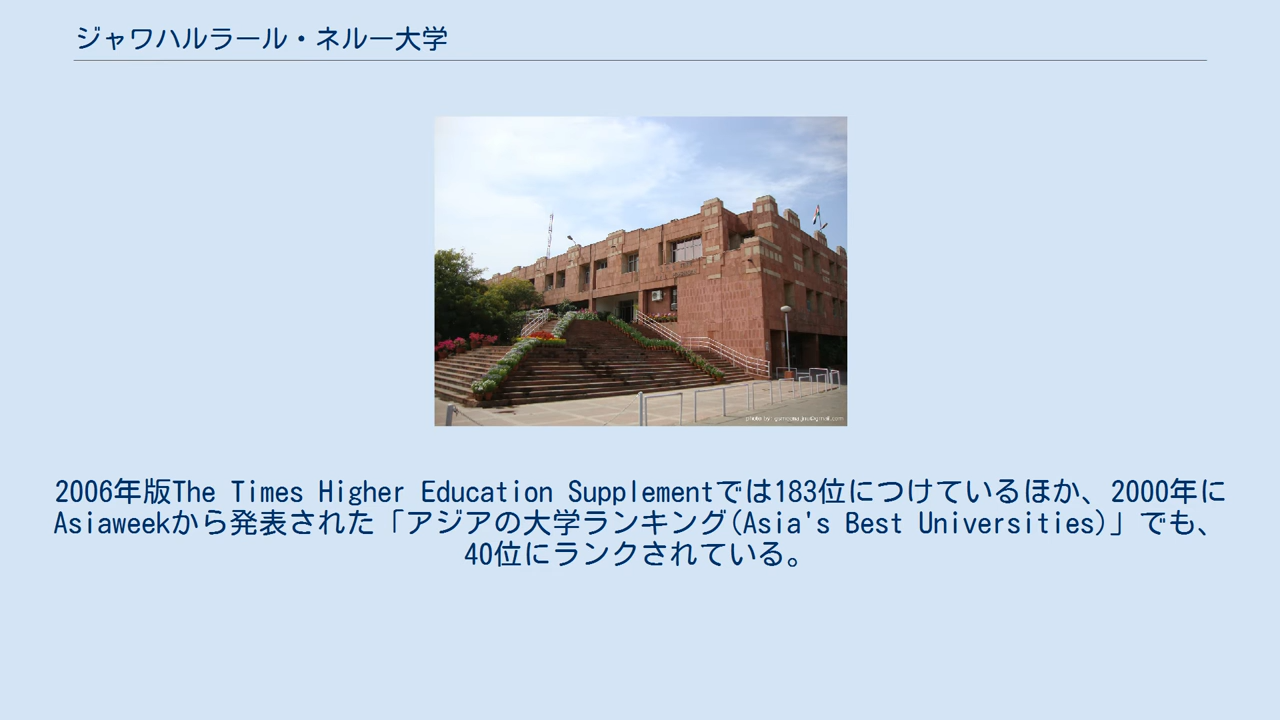 ジャワハルラール・ネルー大学
2006年版The Times Higher Education Supplementでは183位につけているほか、2000年に
Asiaweekから発表された「アジアの大学ランキング(Asia's Best Universities)」でも、
40位にランクされている。